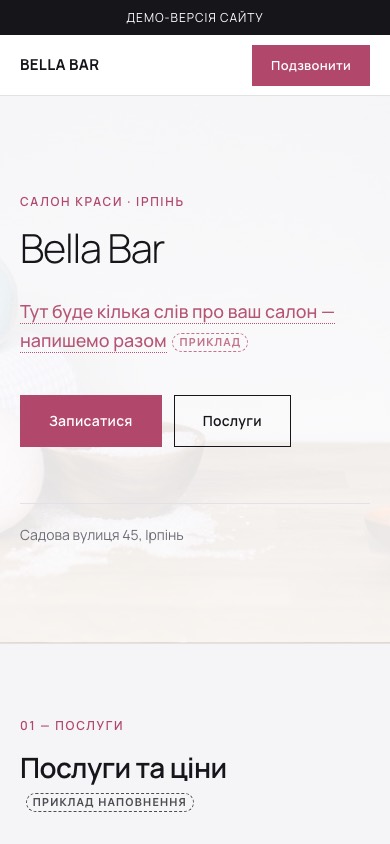 ДЕМО-ВЕРСІЯ САЙТУ
BELLA BAR
Подзвонити
САЛОН КРАСИ · ІРПІНЬ
Bella Bar
Тут буде кілька слів про ваш салон —
напишемо разом ПРИКЛАД
Записатися
Послуги
Садова вулиця 45, Ірпінь
01 — ПОСЛУГИ
Послуги та ціни
ПРИКЛАД НАПОВНЕННЯ